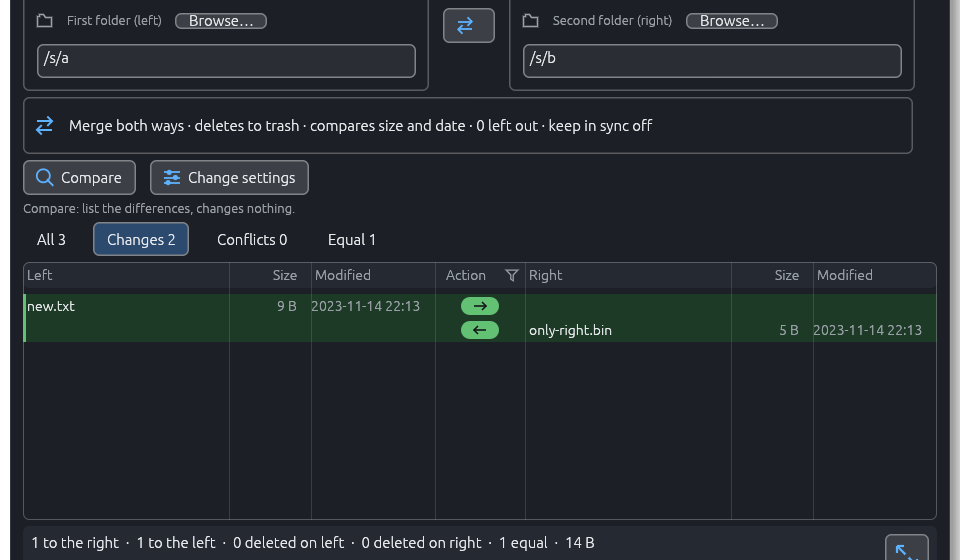 First folder (left) Browse... Second folder (right) Browse...
/s/a /s/b
Merge both ways · deletes to trash · compares size and date · 0 left out · keep in sync off
Compare Change settings
Compare: list the differences, changes nothing.
All 3 Changes 2 Conflicts 0 Equal 1
Left Size Modified Action Right Size Modified
new.txt 9 B 2023-11-14 22:13 →
← only-right.bin 5 B 2023-11-14 22:13
1 to the right · 1 to the left · 0 deleted on left · 0 deleted on right · 1 equal · 14 B